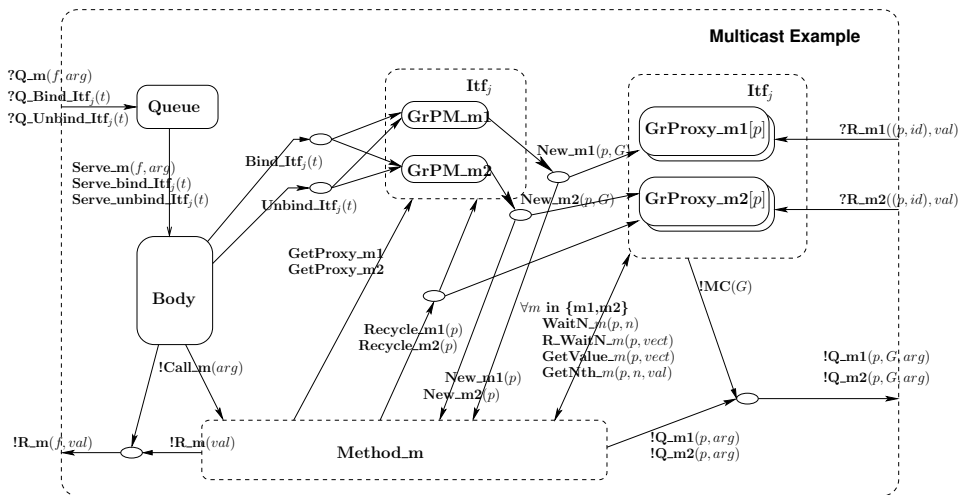 Multicast Example
?Q_m(f, arg)
?Q_Bind_Itf_j(t)
?Q_Unbind_Itf_j(t)
Queue
Serve_m(f, arg)
Serve_bind_Itf_j(t)
Serve_unbind_Itf_j(t)
Bind_Itf_j(t)
Unbind_Itf_j(t)
Itf_j
GrPM_m1
GrPM_m2
New_m1(p, G)
New_m2(p, G)
Itf_j
GrProxy_m1[p]
GrProxy_m2[p]
?R_m1((p, id), val)
?R_m2((p, id), val)
Body
GetProxy_m1
GetProxy_m2
Recycle_m1(p)
Recycle_m2(p)
New_m1(p)
New_m2(p)
∀m in {m1,m2}
WaitN_m(p, n)
R_WaitN_m(p, vect)
GetValue_m(p, vect)
GetNth_m(p, n, val)
!MC(G)
!Q_m1(p, G, arg)
!Q_m2(p, G, arg)
!Call_m(arg)
!R_m(f, val)
!R_m(val)
Method_m
!Q_m1(p, arg)
!Q_m2(p, arg)